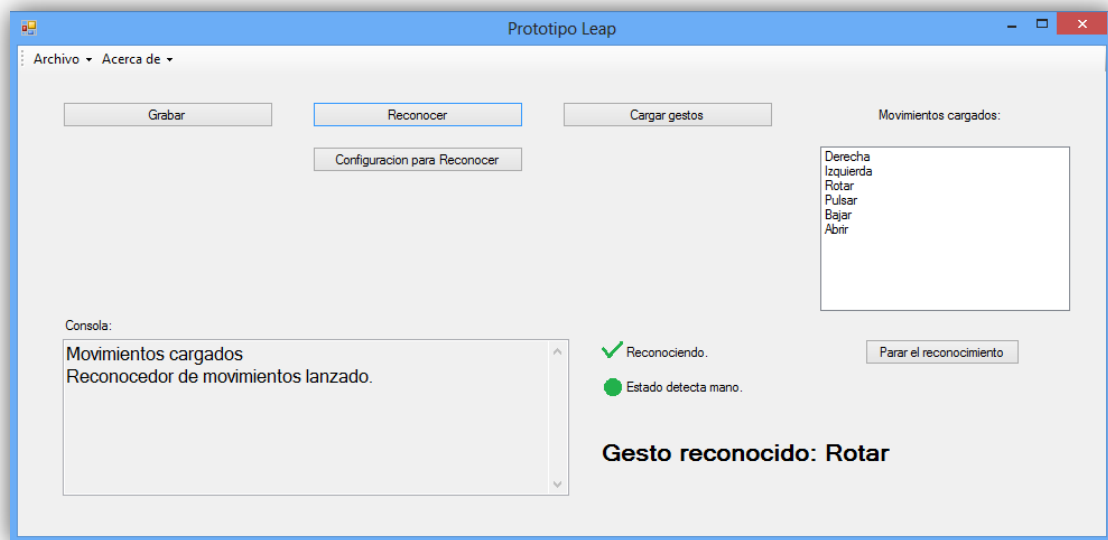 Prototipo Leap
Archivo Acerca de
Grabar
Reconocer
Cargar gestos
Movimientos cargados:
Configuracion para Reconocer
Derecha
Izquierda
Rotar
Pulsar
Bajar
Abrir
Consola:
Movimientos cargados
Reconocedor de movimientos lanzado.
Reconociendo.
Parar el reconocimiento
Estado detecta mano.
Gesto reconocido: Rotar